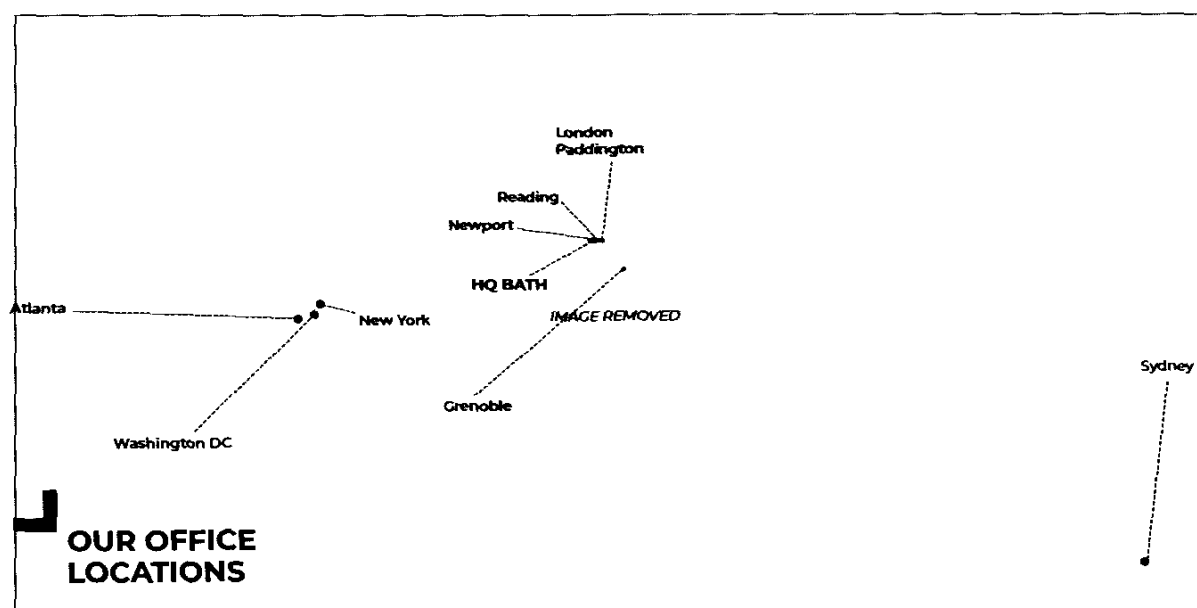 London
Paddington
Reading
Newport
HQ BATH
Atlanta
New York
IMAGE REMOVED
Sydney
Grenoble
Washington DC
OUR OFFICE
LOCATIONS